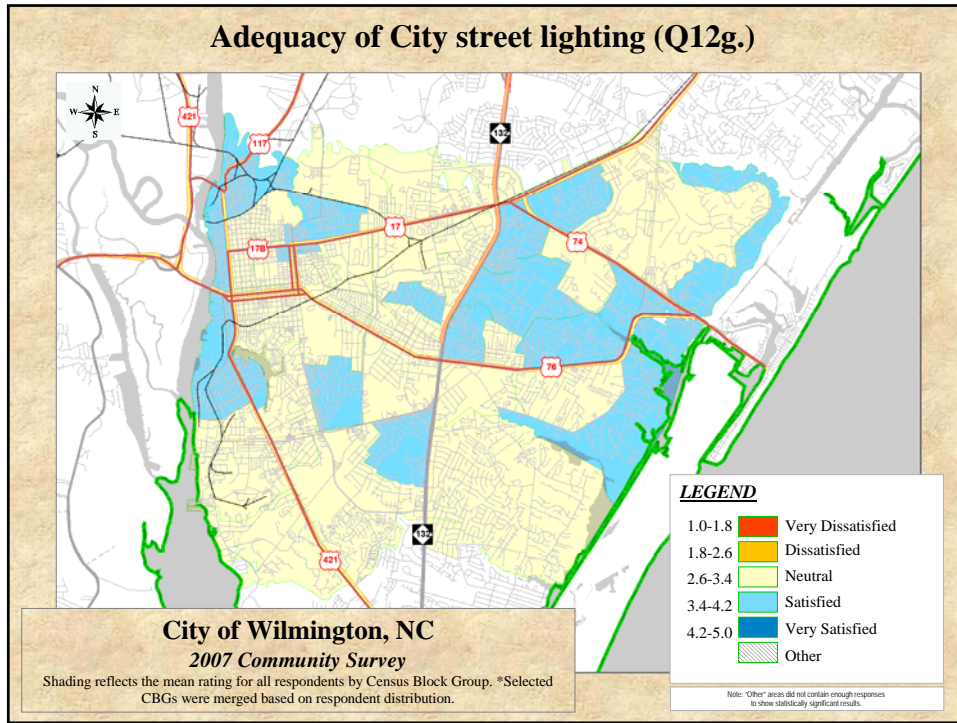 Adequacy of City street lighting (Q12g.)
N
W E
S
421
117
132
17
17B
74
76
132
421
LEGEND
1.0-1.8 Very Dissatisfied
1.8-2.6 Dissatisfied
2.6-3.4 Neutral
3.4-4.2 Satisfied
4.2-5.0 Very Satisfied
Other
City of Wilmington, NC
2007 Community Survey
Shading reflects the mean rating for all respondents by Census Block Group. *Selected
CBGs were merged based on respondent distribution.
Note: "Other" areas did not contain enough responses
to show statistically significant results.